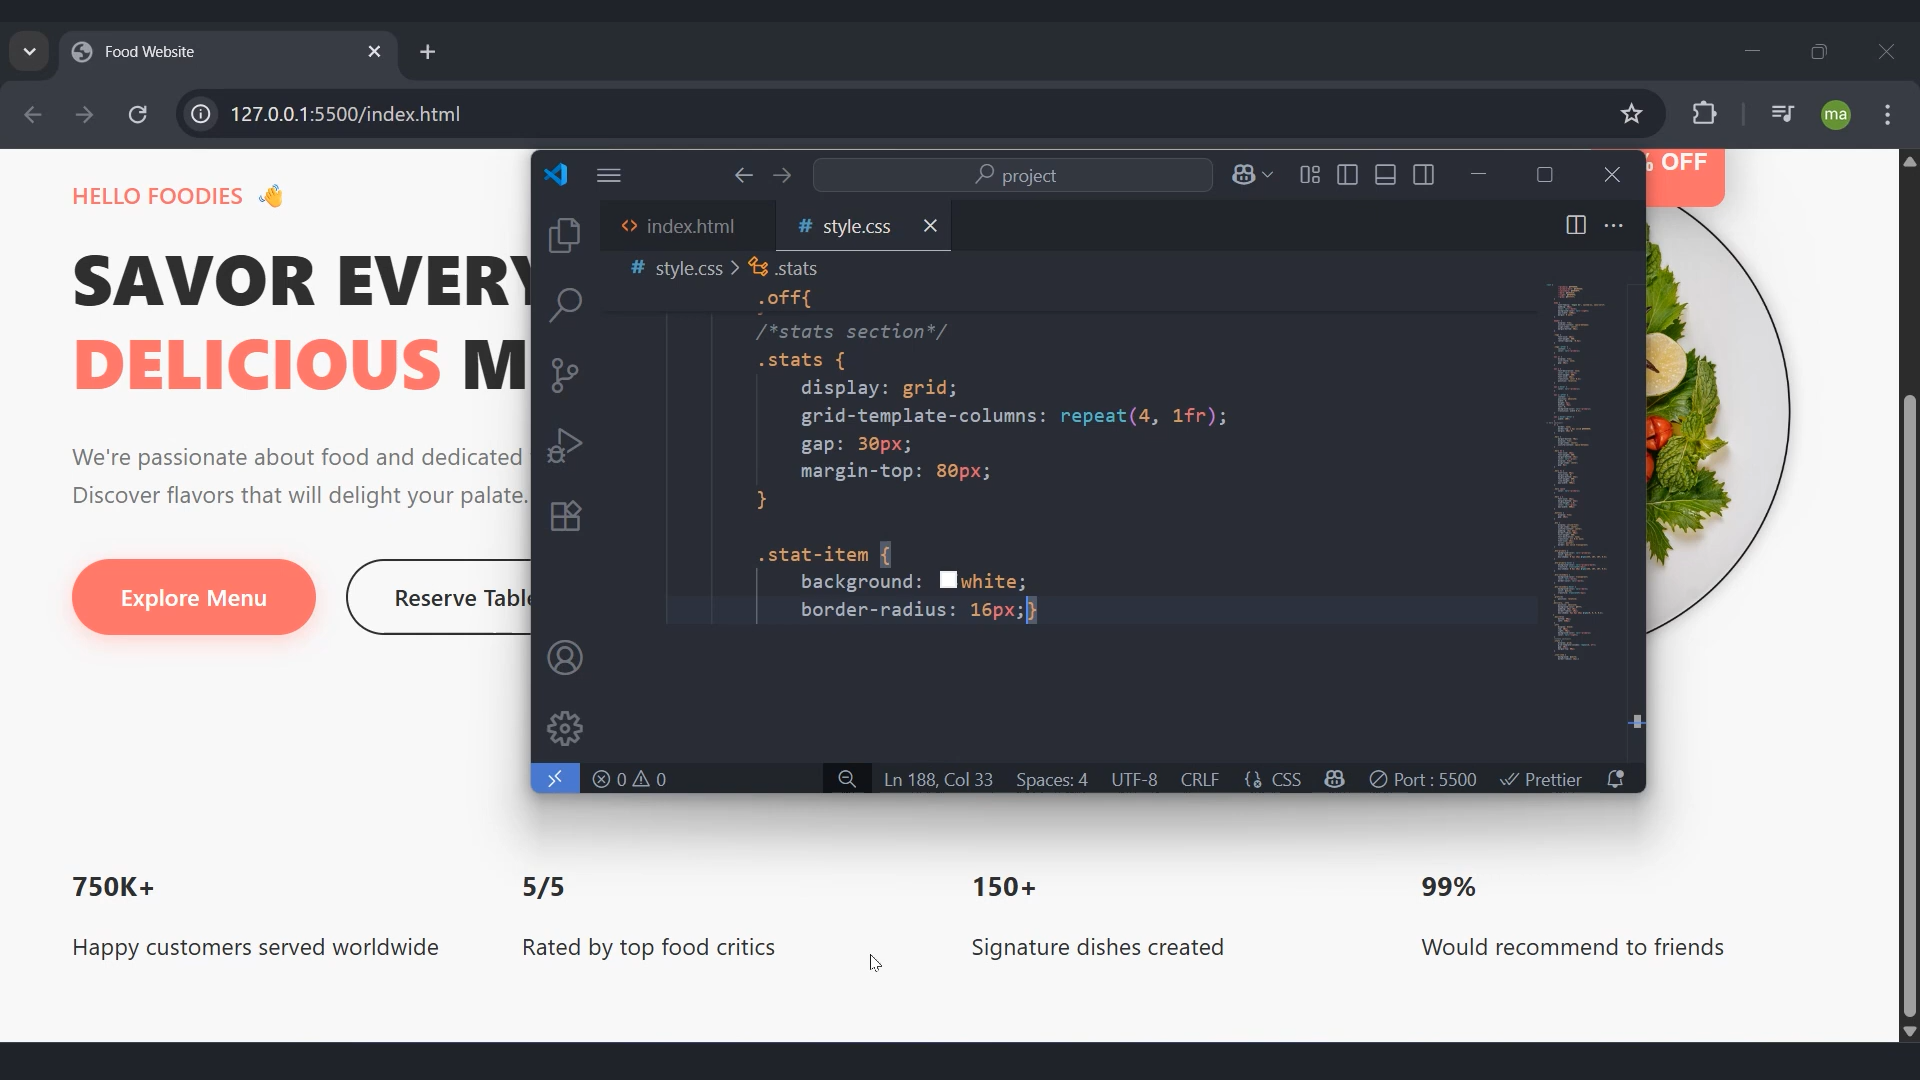 Food Website
127.0.0.1:5500/index.html
ma
HELLO FOODIES 👋
SAVOR EVERY
DELICIOUS M
We're passionate about food and dedicated
Discover flavors that will delight your palate.
Explore Menu
Reserve Table
% OFF
project
index.html
# style.css
# style.css > .stats
.off{
/*stats section*/
.stats {
display: grid;
grid-template-columns: repeat(4, 1fr);
gap: 30px;
margin-top: 80px;
}
.stat-item {
background: white;
border-radius: 16px;}
0 0
Ln 188, Col 33
Spaces: 4
UTF-8
CRLF
{} CSS
Port : 5500
Prettier
750K+
Happy customers served worldwide
5/5
Rated by top food critics
150+
Signature dishes created
99%
Would recommend to friends